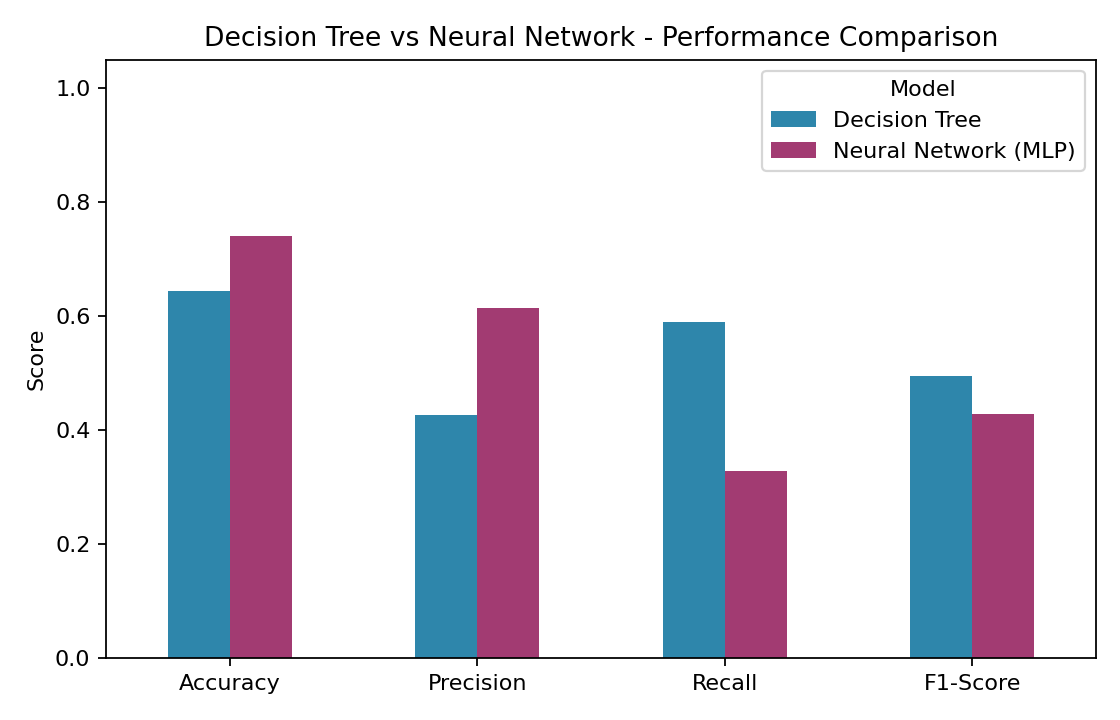 Decision Tree vs Neural Network - Performance Comparison
Model
Decision Tree
Neural Network (MLP)
1.0
0.8
0.6
0.4
0.2
0.0
Score
Accuracy
Precision
Recall
F1-Score